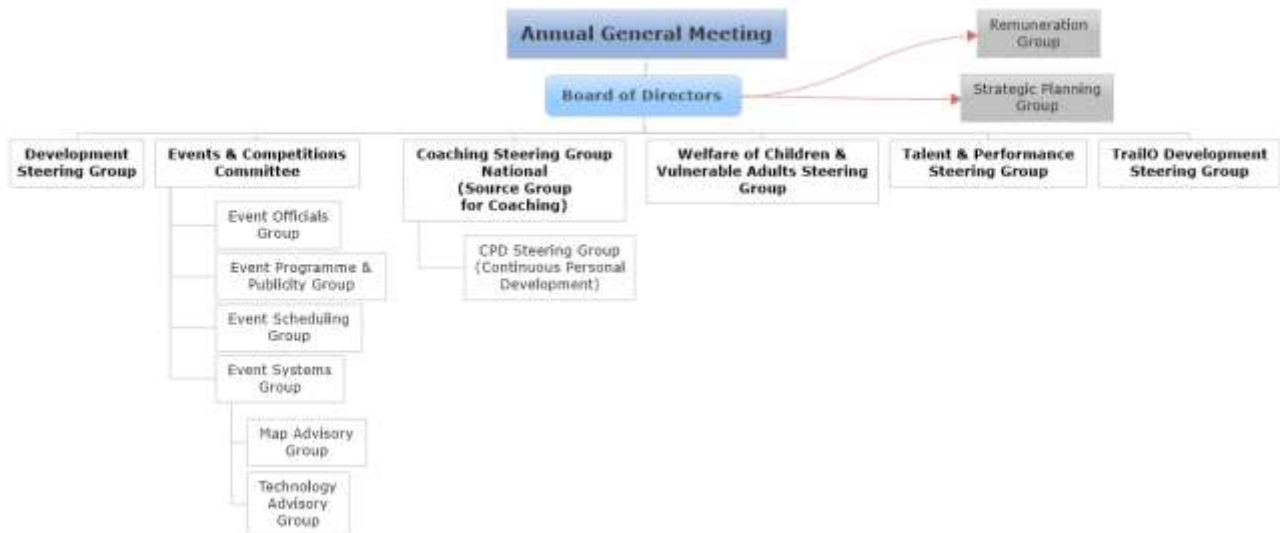 Annual General Meeting
Remuneration
Group
Board of Directors
Strategic Planning
Group
Development
Steering Group
Events & Competitions
Committee
Coaching Steering Group
National
(Source Group
for Coaching)
Welfare of Children &
Vulnerable Adults Steering
Group
Talent & Performance
Steering Group
TrailO Development
Steering Group
Event Officials
Group
Event Programme &
Publicity Group
Event Scheduling
Group
Event Systems
Group
Map Advisory
Group
Technology
Advisory
Group
CPD Steering Group
(Continuous Personal
Development)